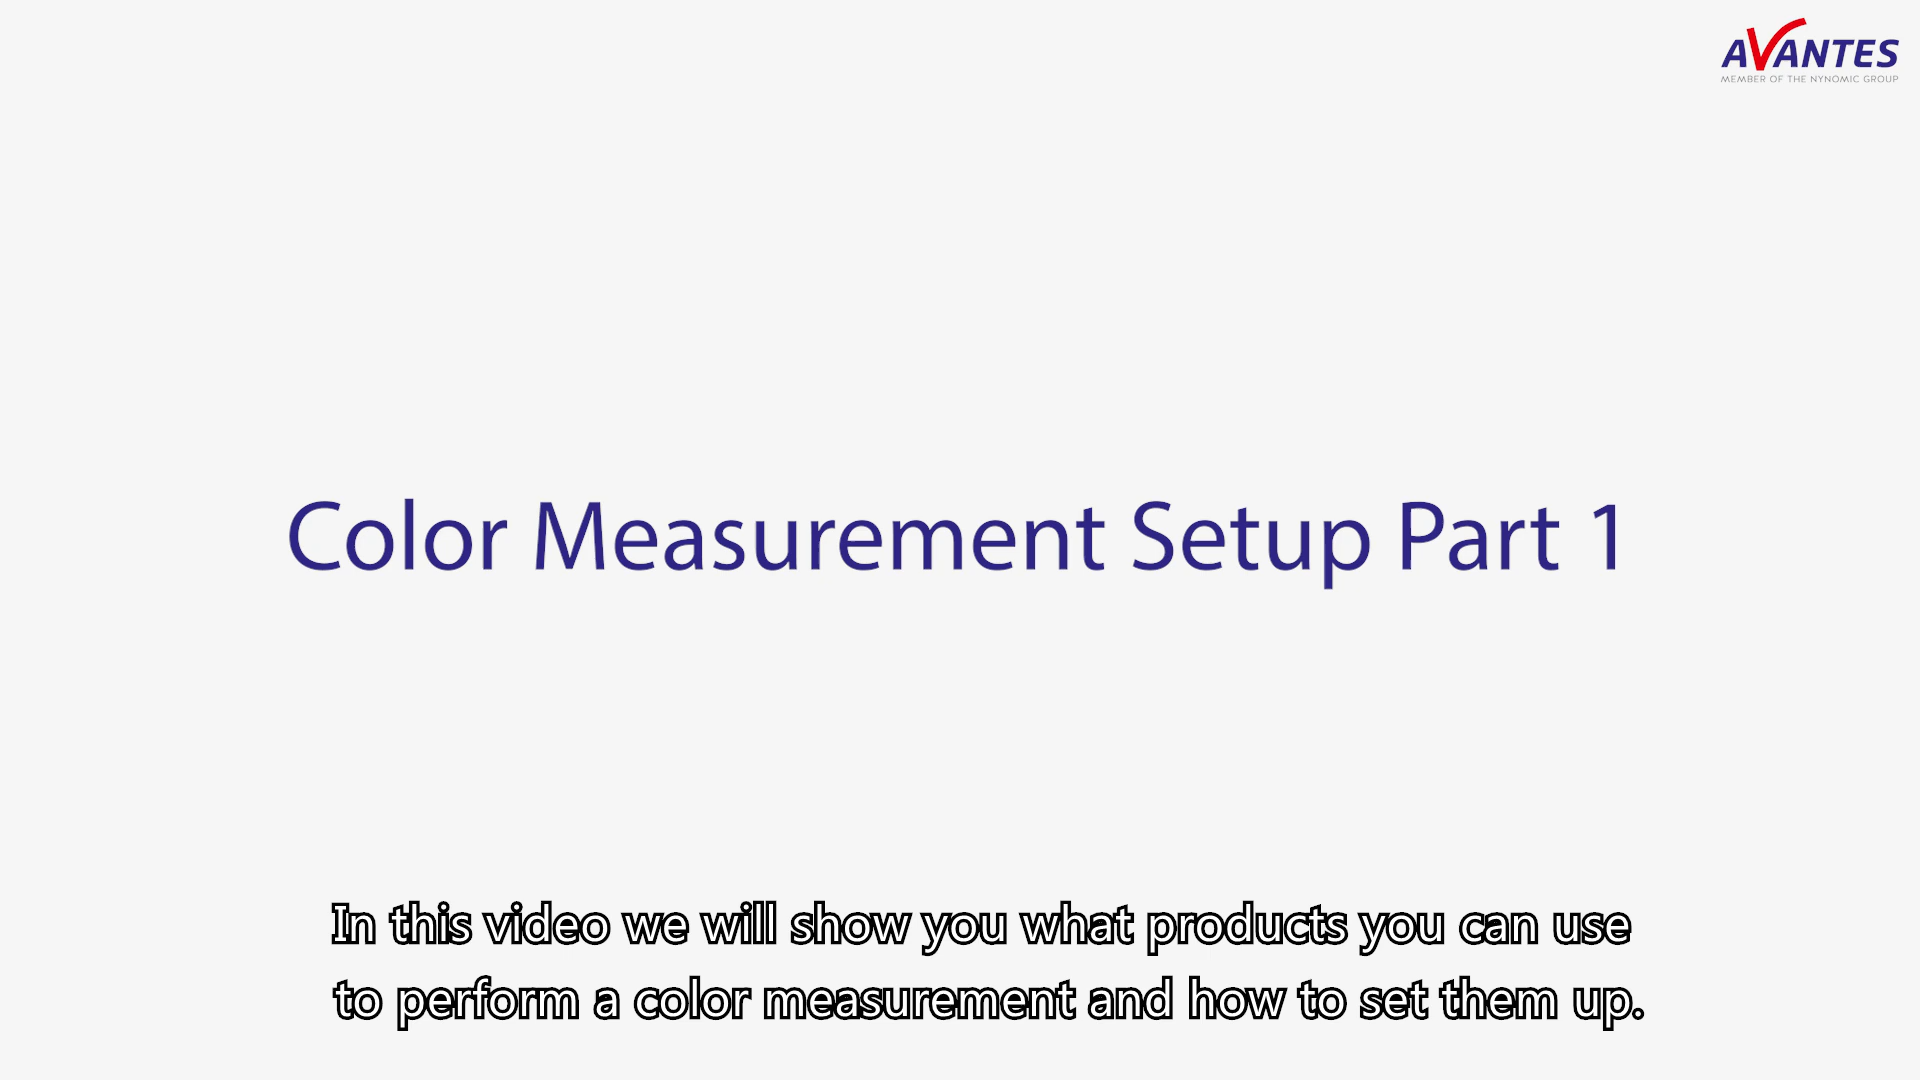 AVANTES
MEMBER OF THE NYNOMIC GROUP
Color Measurement Setup Part 1
In this video we will show you what products you can use
to perform a color measurement and how to set them up.